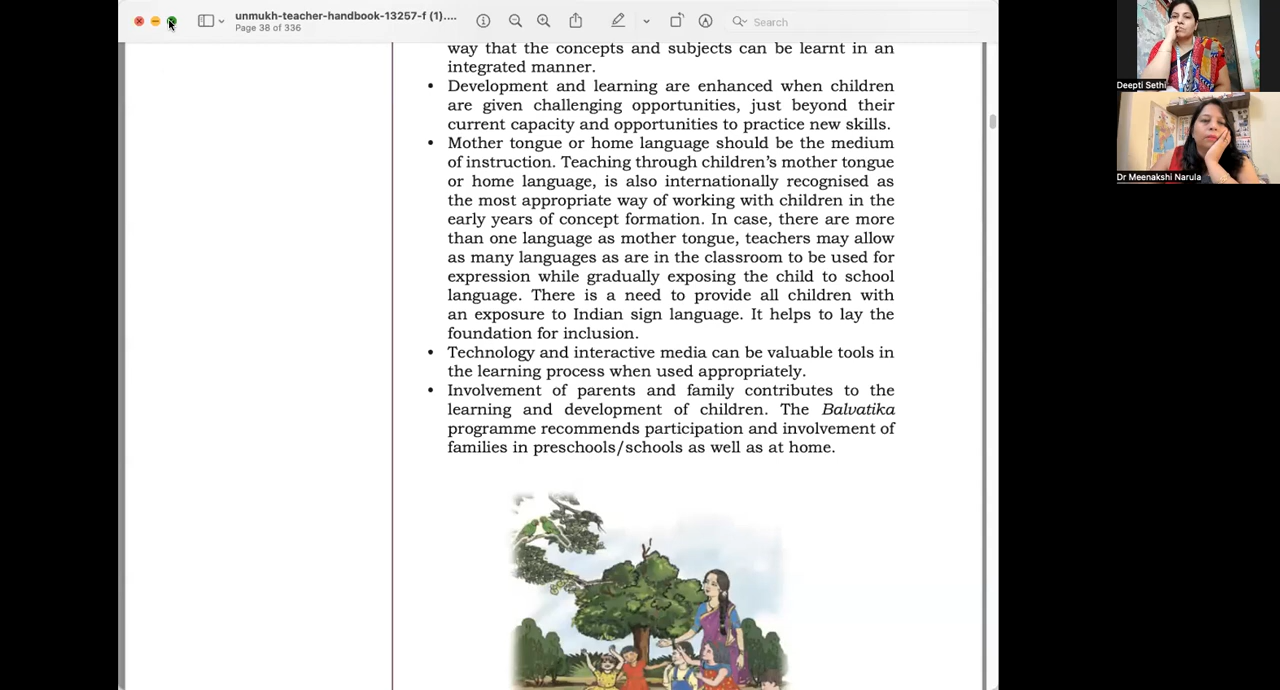 unmukh-teacher-handbook-13257-f (1)....
Page 38 of 336
Search
way that the concepts and subjects can be learnt in an
integrated manner.
• Development and learning are enhanced when children
are given challenging opportunities, just beyond their
current capacity and opportunities to practice new skills.
• Mother tongue or home language should be the medium
of instruction. Teaching through children's mother tongue
or home language, is also internationally recognised as
the most appropriate way of working with children in the
early years of concept formation. In case, there are more
than one language as mother tongue, teachers may allow
as many languages as are in the classroom to be used for
expression while gradually exposing the child to school
language. There is a need to provide all children with
an exposure to Indian sign language. It helps to lay the
foundation for inclusion.
• Technology and interactive media can be valuable tools in
the learning process when used appropriately.
• Involvement of parents and family contributes to the
learning and development of children. The Balvatika
programme recommends participation and involvement of
families in preschools/schools as well as at home.
Deepti Sethi
Dr Meenakshi Narula